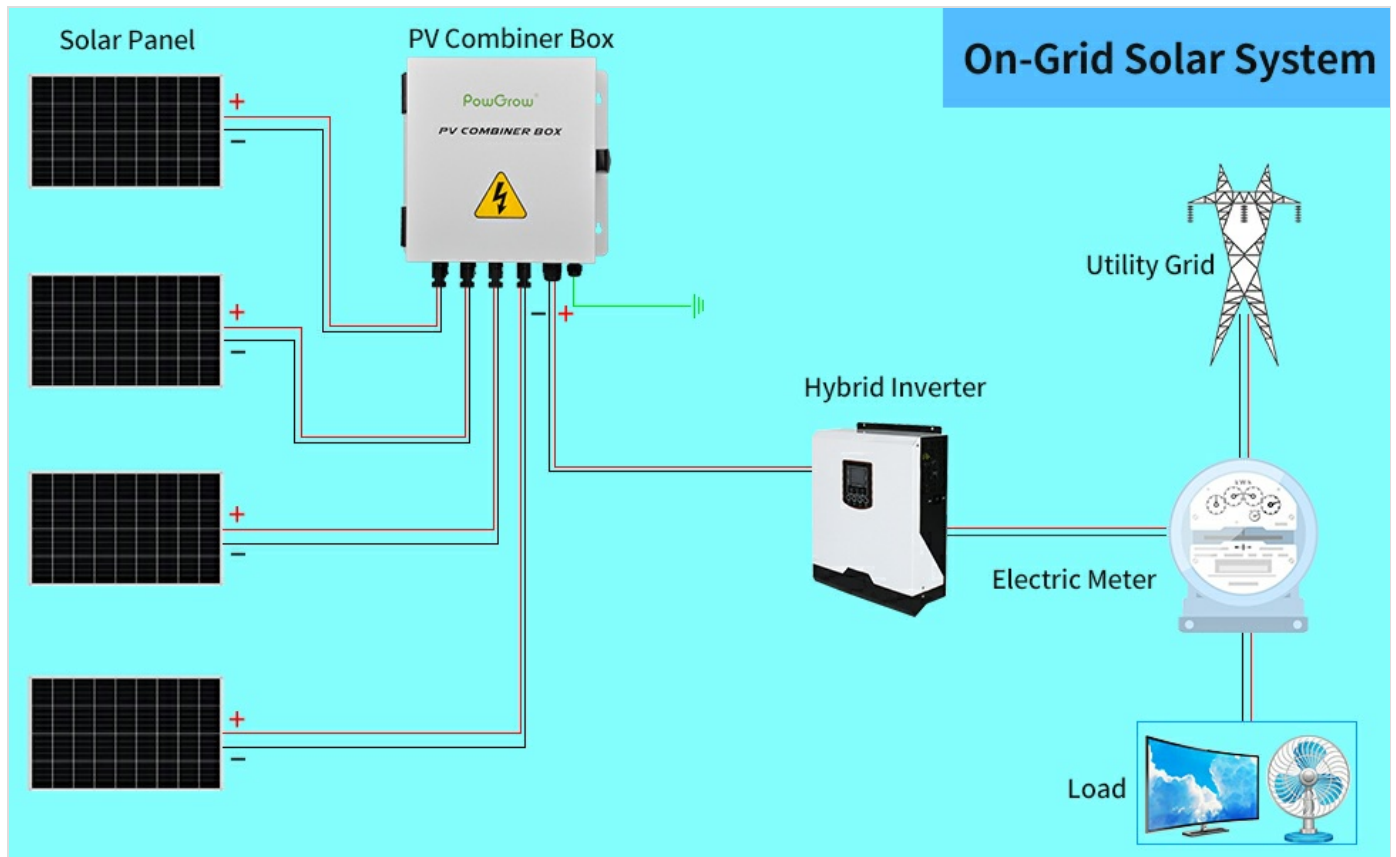 Solar Panel
PV Combiner Box
On-Grid Solar System
PowGrow
PV COMBINER BOX
+
−
+
−
− +
Utility Grid
Hybrid Inverter
+
−
Electric Meter
+
−
Load